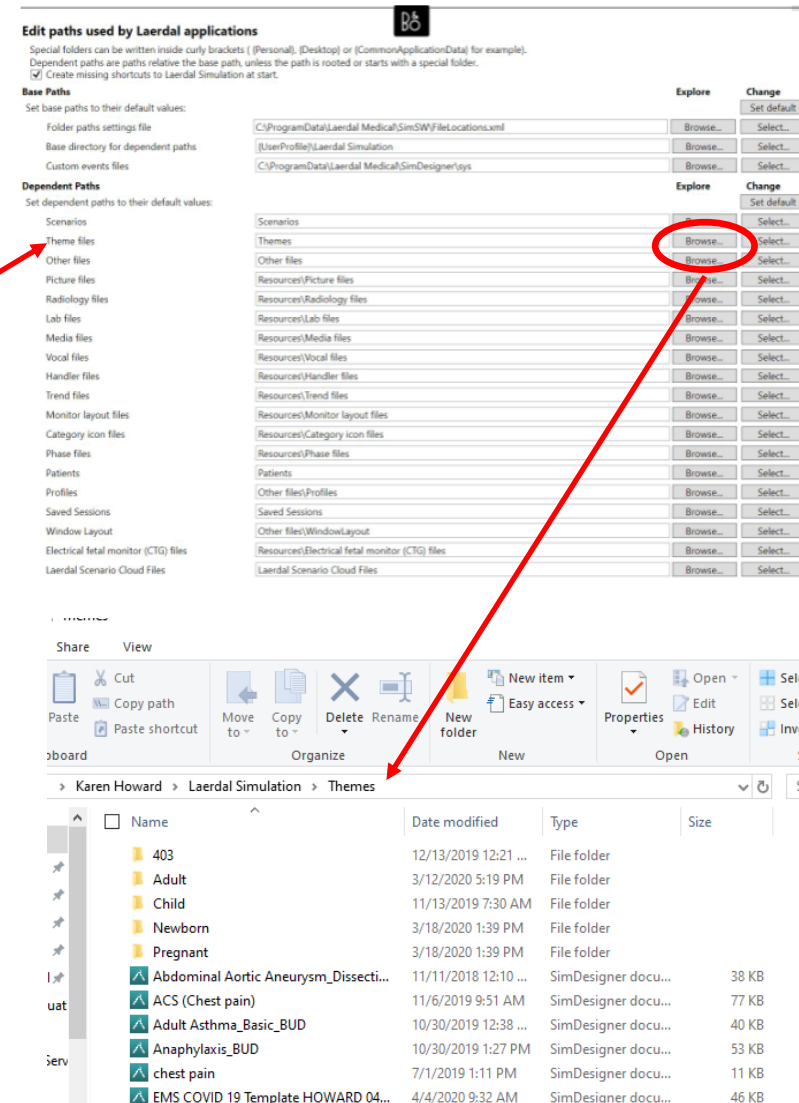 B&O
Edit paths used by Laerdal applications
Special folders can be written inside curly brackets ( {Personal}, {Desktop} or {CommonApplicationData} for example).
Dependent paths are paths relative the base path, unless the path is rooted or starts with a special folder.
Create missing shortcuts to Laerdal Simulation at start.
Base Paths Explore Change
Set base paths to their default values: Set default
Folder paths settings file C:\ProgramData\Laerdal Medical\SimSW\FileLocations.xml Browse... Select...
Base directory for dependent paths {UserProfile}\Laerdal Simulation Browse... Select...
Custom events files C:\ProgramData\Laerdal Medical\SimDesigner\sys Browse... Select...
Dependent Paths Explore Change
Set dependent paths to their default values: Set default
Scenarios Scenarios Select...
Theme files Themes Browse... Select...
Other files Other files Browse... Select...
Picture files Resources\Picture files Browse... Select...
Radiology files Resources\Radiology files Browse... Select...
Lab files Resources\Lab files Browse... Select...
Media files Resources\Media files Browse... Select...
Vocal files Resources\Vocal files Browse... Select...
Handler files Resources\Handler files Browse... Select...
Trend files Resources\Trend files Browse... Select...
Monitor layout files Resources\Monitor layout files Browse... Select...
Category icon files Resources\Category icon files Browse... Select...
Phase files Resources\Phase files Browse... Select...
Patients Patients Browse... Select...
Profiles Other files\Profiles Browse... Select...
Saved Sessions Saved Sessions Browse... Select...
Window Layout Other files\WindowLayout Browse... Select...
Electrical fetal monitor (CTG) files Resources\Electrical fetal monitor (CTG) files Browse... Select...
Laerdal Scenario Cloud Files Laerdal Scenario Cloud Files Browse... Select...
Share View
Cut New item Open Sel
Copy path Easy access Edit Sel
Paste Paste shortcut Move to Copy to Delete Rename New folder Properties History Inv
board Organize New Open
> Karen Howard > Laerdal Simulation > Themes
Name Date modified Type Size
403 12/13/2019 12:21 ... File folder
Adult 3/12/2020 5:19 PM File folder
Child 11/13/2019 7:30 AM File folder
Newborn 3/18/2020 1:39 PM File folder
Pregnant 3/18/2020 1:39 PM File folder
Abdominal Aortic Aneurysm_Dissecti... 11/11/2018 12:10 ... SimDesigner docu... 38 KB
uat ACS (Chest pain) 11/6/2019 9:51 AM SimDesigner docu... 77 KB
Adult Asthma_Basic_BUD 10/30/2019 12:38 ... SimDesigner docu... 40 KB
Serv Anaphylaxis_BUD 10/30/2019 1:27 PM SimDesigner docu... 53 KB
chest pain 7/1/2019 1:11 PM SimDesigner docu... 11 KB
EMS COVID 19 Template HOWARD 04... 4/4/2020 9:32 AM SimDesigner docu... 46 KB